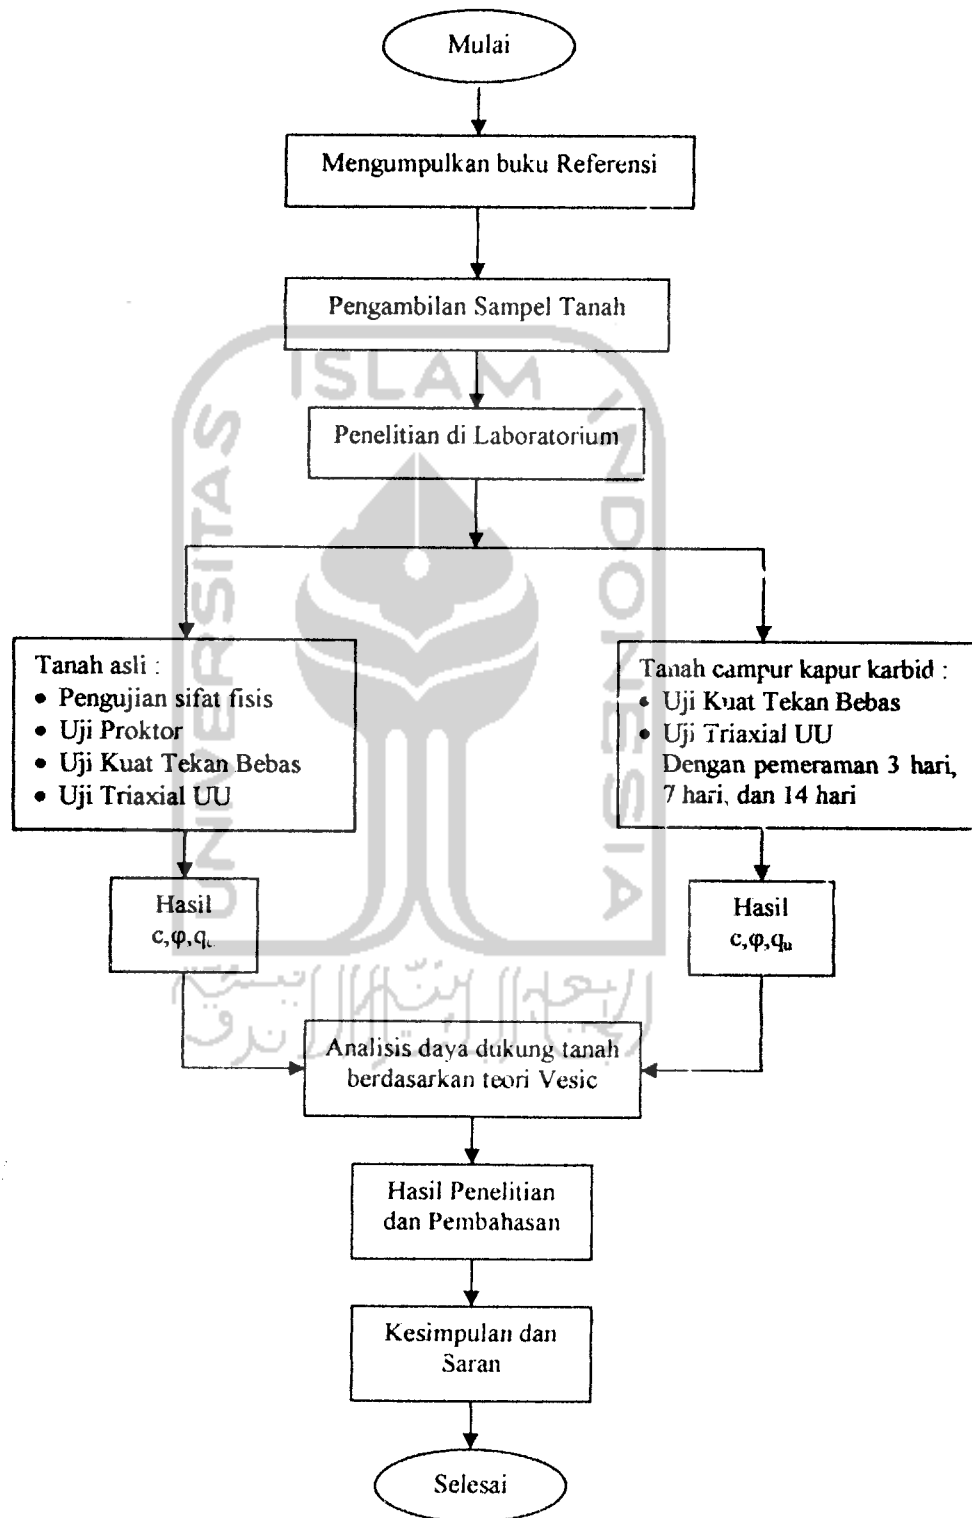 Mulai
Mengumpulkan buku Referensi
Pengambilan Sampel Tanah
Penelitian di Laboratorium
Tanah asli :
• Pengujian sifat fisis
• Uji Proktor
• Uji Kuat Tekan Bebas
• Uji Triaxial UU
Tanah campur kapur karbid :
• Uji Kuat Tekan Bebas
• Uji Triaxial UU
Dengan pemeraman 3 hari,
7 hari, dan 14 hari
Hasil
c,φ,q
Hasil
c,φ,qᵤ
Analisis daya dukung tanah
berdasarkan teori Vesic
Hasil Penelitian
dan Pembahasan
Kesimpulan dan
Saran
Selesai
UNIVERSITAS
ISLAM
INDONESIA